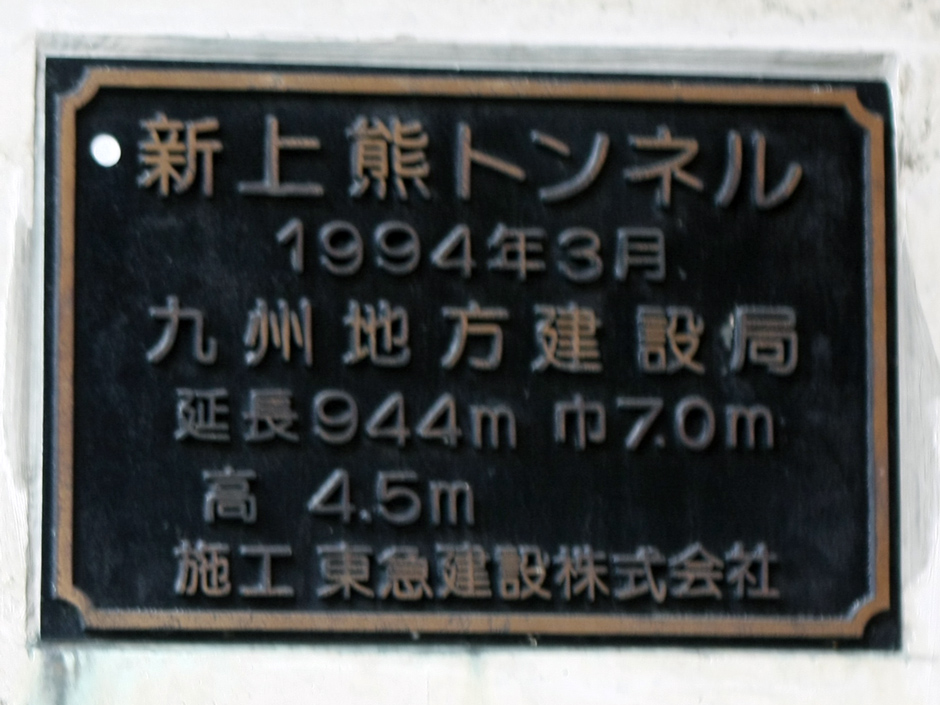 新上熊トンネル
1994年3月
九州地方建設局
延長944m 巾7.0m
高 4.5m
施工 東急建設株式会社